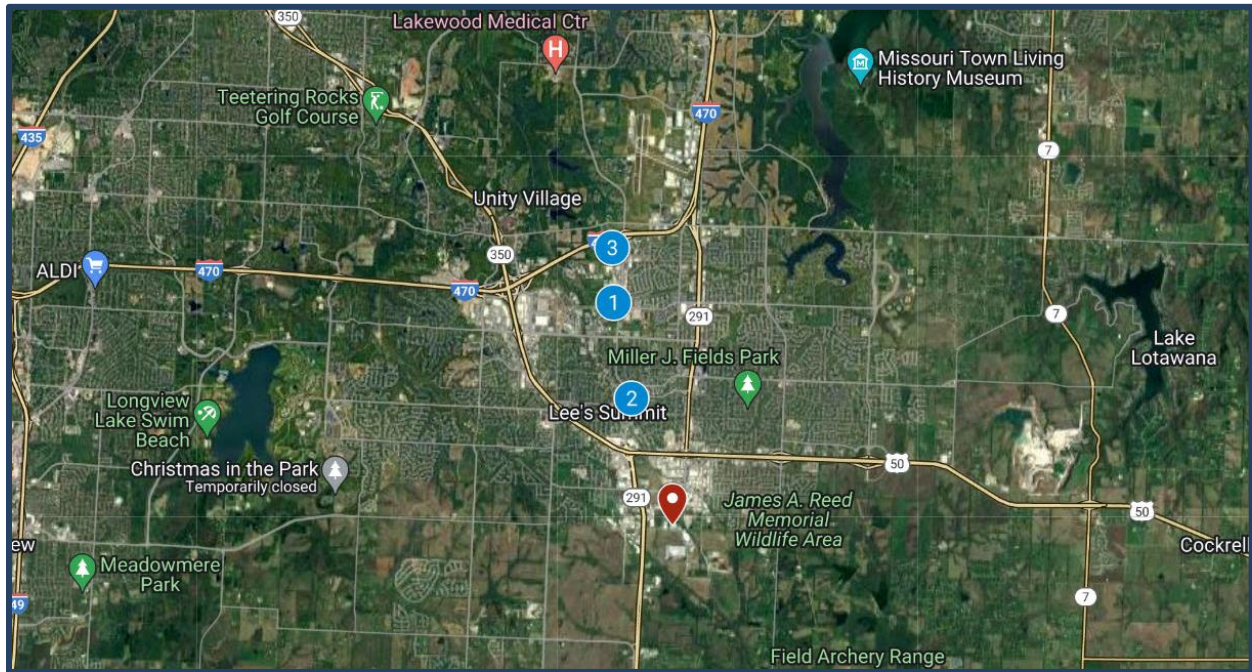 350
Lakewood Medical Ctr
H
Missouri Town Living
History Museum
Teetering Rocks
Golf Course
470
435
7
Unity Village
3
350
ALDI
470
470
1
7
291
Lake
Lotawana
Miller J. Fields Park
Longview
Lake Swim
Beach
2
Lee's Summit
Christmas in the Park
Temporarily closed
50
291
James A. Reed
Memorial
Wildlife Area
50
ew
Cockrell
Meadowmere
Park
49
7
Field Archery Range